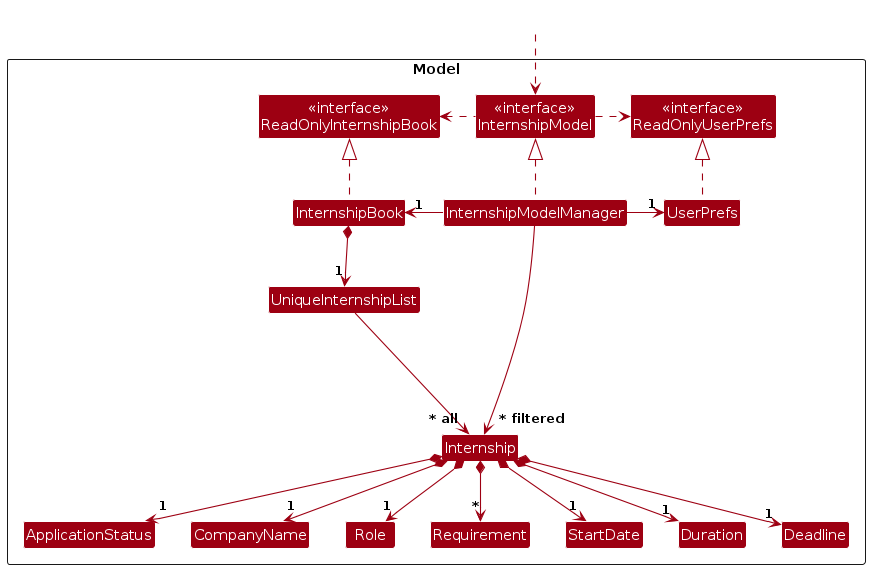 Model
«interface»
ReadOnlyInternshipBook
«interface»
InternshipModel
«interface»
ReadOnlyUserPrefs
InternshipBook
1
InternshipModelManager
1
UserPrefs
1
UniqueInternshipList
* all
* filtered
Internship
1
1
1
*
1
1
1
ApplicationStatus
CompanyName
Role
Requirement
StartDate
Duration
Deadline